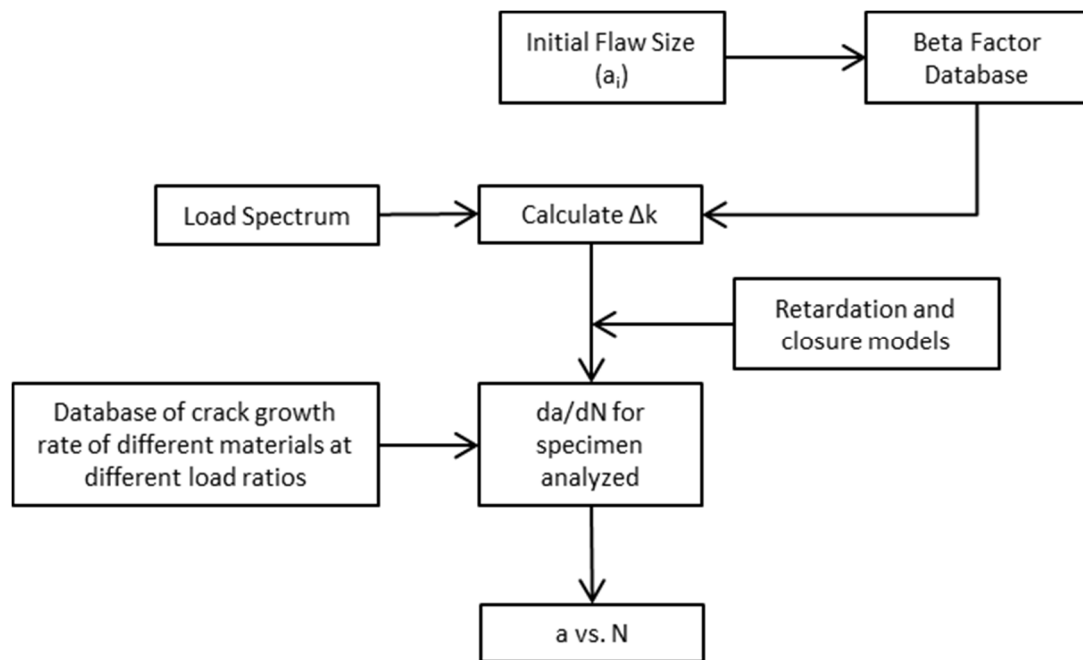 Initial Flaw Size
(aᵢ)
Beta Factor
Database
Load Spectrum
Calculate Δk
Retardation and
closure models
Database of crack growth
rate of different materials at
different load ratios
da/dN for
specimen
analyzed
a vs. N